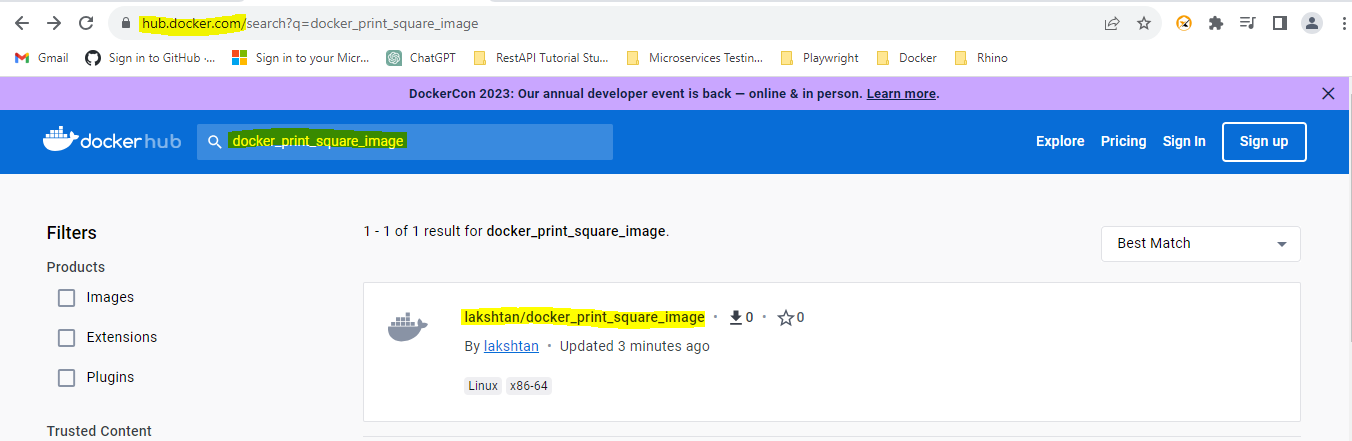 hub.docker.com/search?q=docker_print_square_image
Gmail Sign in to GitHub ·... Sign in to your Micr... ChatGPT RestAPI Tutorial Stu... Microservices Testin... Playwright Docker Rhino
DockerCon 2023: Our annual developer event is back — online & in person. Learn more.
docker hub docker_print_square_image Explore Pricing Sign In Sign up
Filters
Products
Images
Extensions
Plugins
Trusted Content
1 - 1 of 1 result for docker_print_square_image.
Best Match
lakshtan/docker_print_square_image • 0 • 0
By lakshtan • Updated 3 minutes ago
Linux x86-64